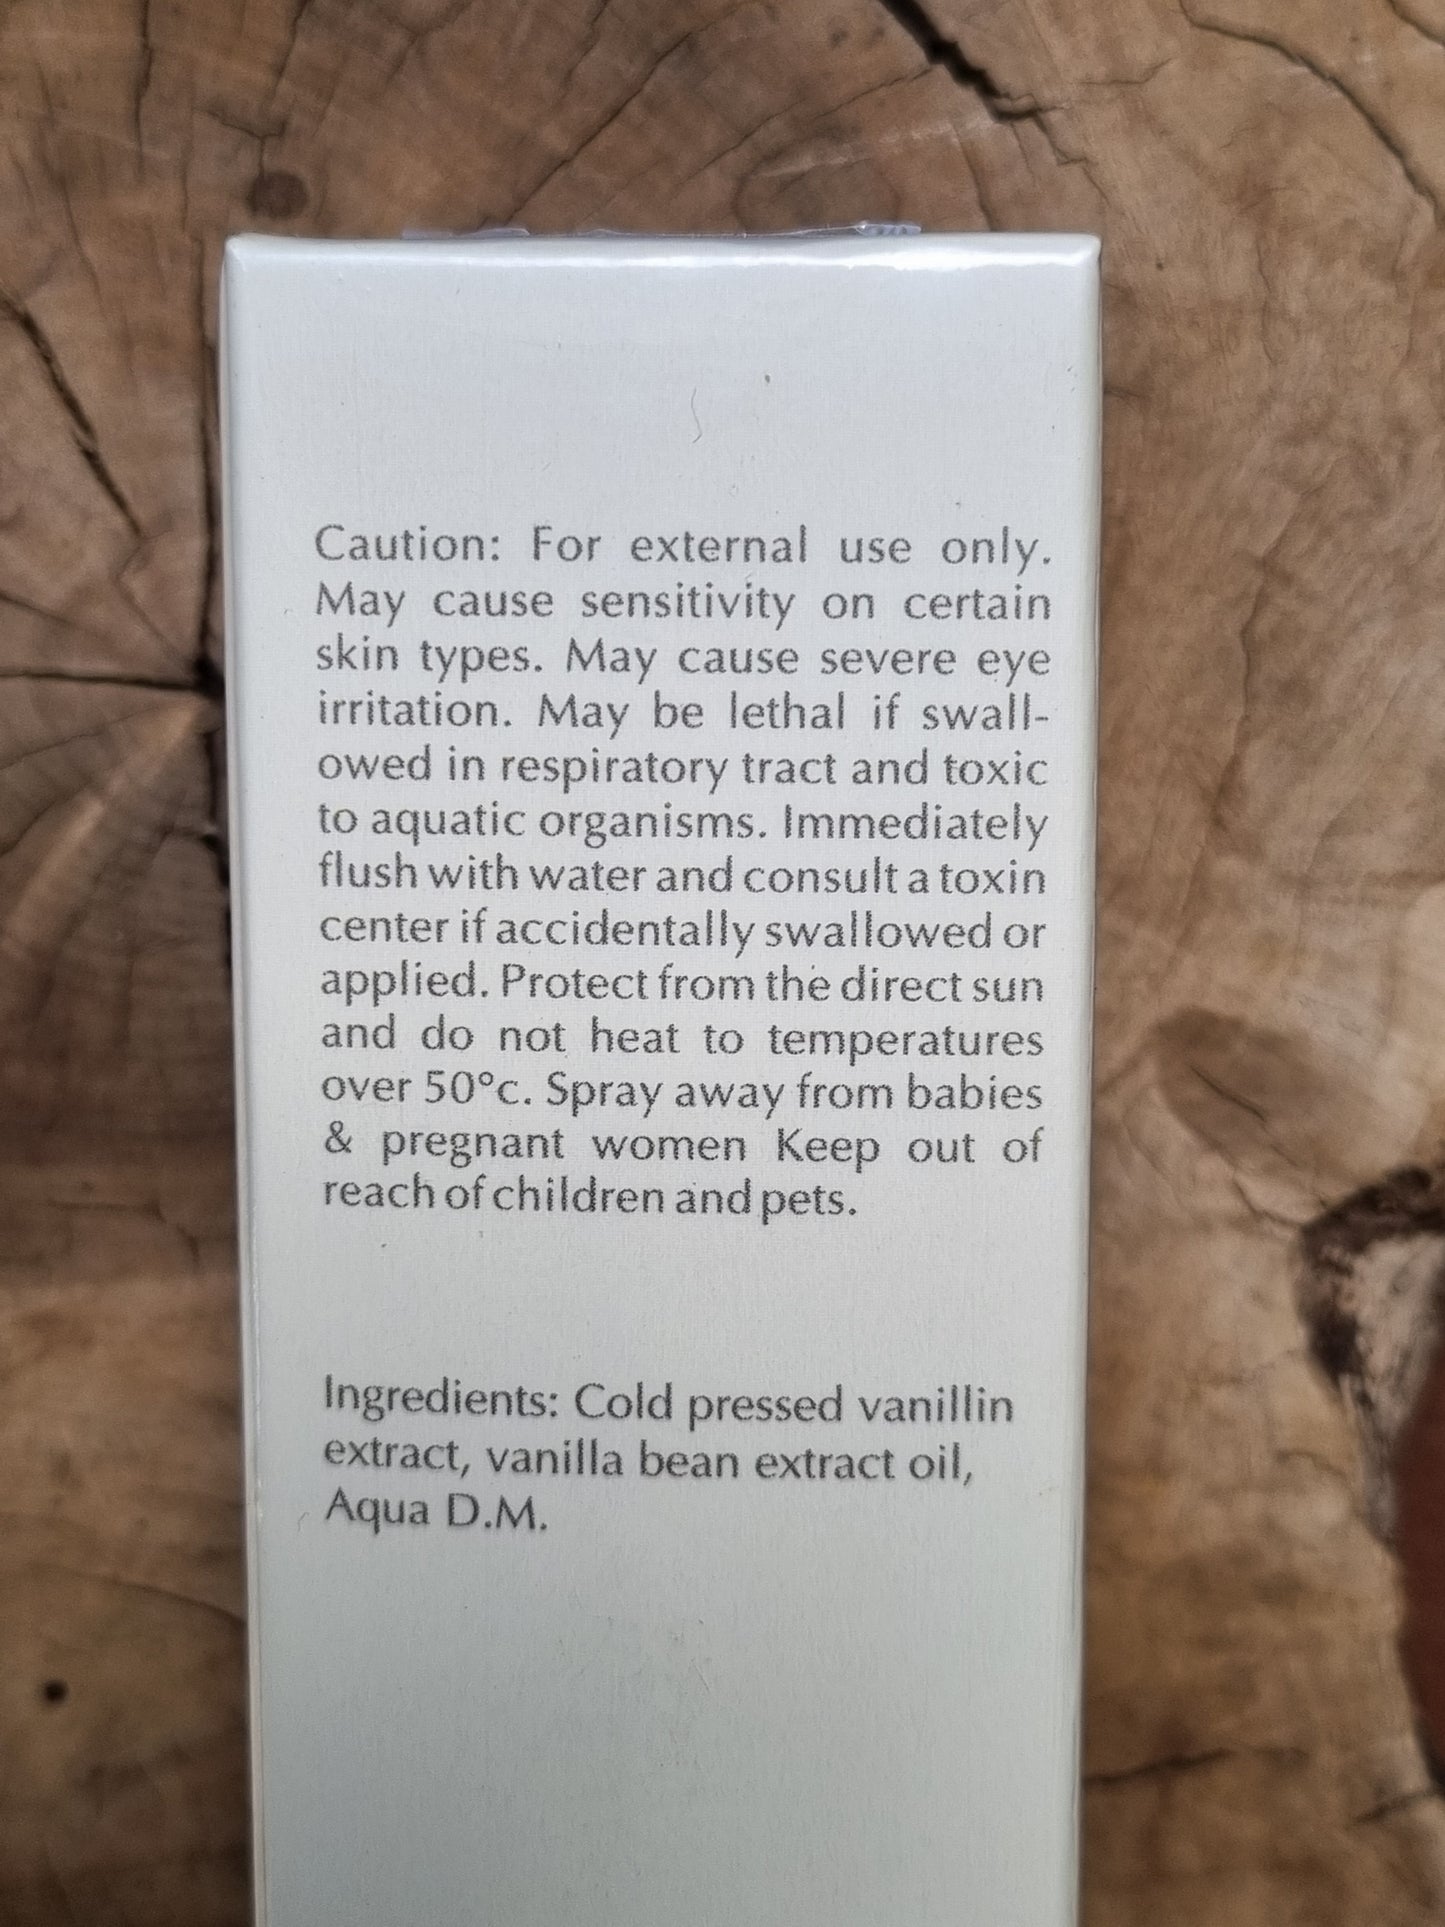 Caution: For external use only.
May cause sensitivity on certain
skin types. May cause severe eye
irritation. May be lethal if swall-
owed in respiratory tract and toxic
to aquatic organisms. Immediately
flush with water and consult a toxin
center if accidentally swallowed or
applied. Protect from the direct sun
and do not heat to temperatures
over 50°c. Spray away from babies
& pregnant women Keep out of
reach of children and pets.
Ingredients: Cold pressed vanillin
extract, vanilla bean extract oil,
Aqua D.M.